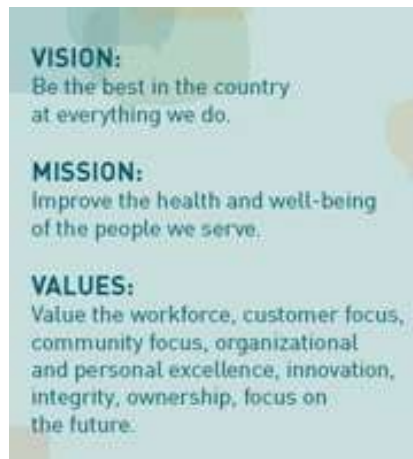 VISION:
Be the best in the country
at everything we do.
MISSION:
Improve the health and well-being
of the people we serve.
VALUES:
Value the workforce, customer focus,
community focus, organizational
and personal excellence, innovation,
integrity, ownership, focus on
the future.